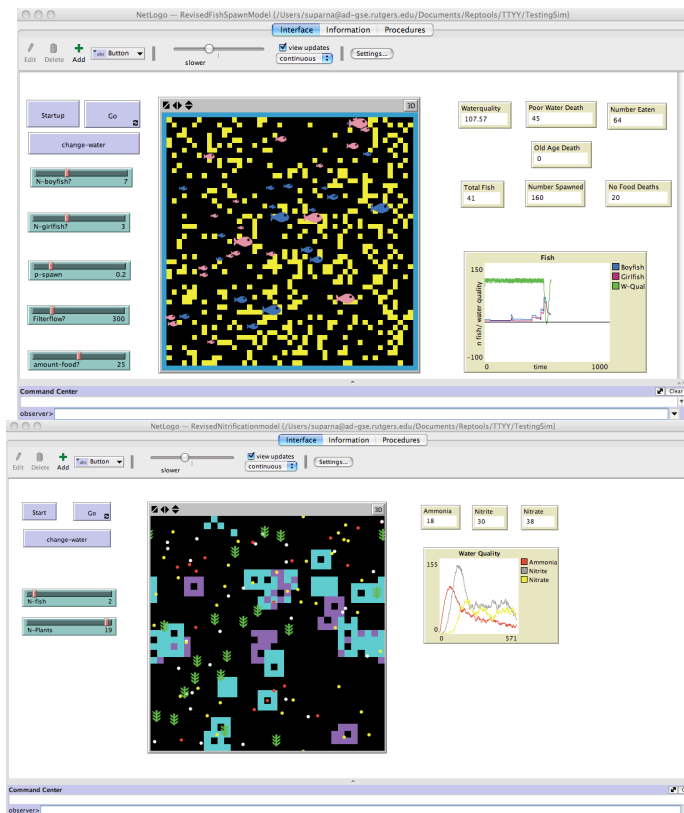 NetLogo — RevisedFishSpawnModel {/Users/suparna@ad-gse.rutgers.edu/Documents/Reptools/TTYY/TestingSim}
Interface Information Procedures
Edit Delete Add abc Button slower view updates continuous Settings...
Startup Go
change-water
N-boyfish? 7
N-girlfish? 3
p-spawn 0.2
Filterflow? 300
amount-food? 25
3D
Waterquality 107.57
Poor Water Death 45
Number Eaten 64
Old Age Death 0
Total Fish 41
Number Spawned 160
No Food Deaths 20
Fish
150
n fish/ water quality
-100
0 time 1000
Boyfish
Girlfish
W-Qual
Command Center Clear
observer>
NetLogo — RevisedNitrificationmodel {/Users/suparna@ad-gse.rutgers.edu/Documents/Reptools/TTYY/TestingSim}
Interface Information Procedures
Edit Delete Add abc Button slower view updates continuous Settings...
Start Go
change-water
N-fish 2
N-Plants 19
3D
Ammonia 18
Nitrite 30
Nitrate 38
Water Quality
155
0
0 571
Ammonia
Nitrite
Nitrate
Command Center
observer>